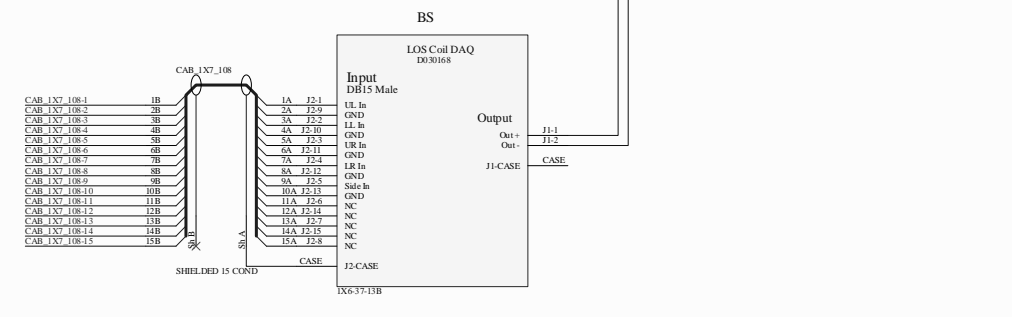 BS
LOS Coil DAQ
D030168
CAB_1X7_108
Input
DB15 Male
CAB_1X7_108-1 1B 1A J2-1 UL In
CAB_1X7_108-2 2B 2A J2-9 GND
CAB_1X7_108-3 3B 3A J2-2 LL In
CAB_1X7_108-4 4B 4A J2-10 GND
CAB_1X7_108-5 5B 5A J2-3 UR In
CAB_1X7_108-6 6B 6A J2-11 GND
CAB_1X7_108-7 7B 7A J2-4 LR In
CAB_1X7_108-8 8B 8A J2-12 GND
CAB_1X7_108-9 9B 9A J2-5 Side In
CAB_1X7_108-10 10B 10A J2-13 GND
CAB_1X7_108-11 11B 11A J2-6 NC
CAB_1X7_108-12 12B 12A J2-14 NC
CAB_1X7_108-13 13B 13A J2-7 NC
CAB_1X7_108-14 14B 14A J2-15 NC
CAB_1X7_108-15 15B 15A J2-8 NC
Output
Out + J1-1
Out - J1-2
J1-CASE CASE
Sh B
Sh A
CASE J2-CASE
SHIELDED 15 COND
1X6-37-13B